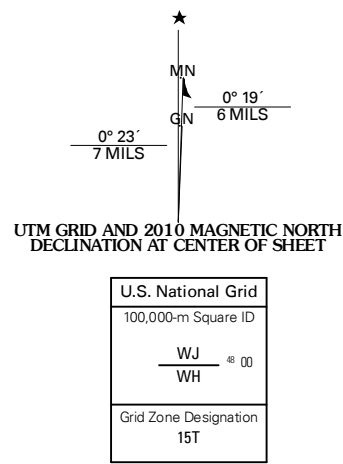 MN
0° 19´
6 MILS
GN
0° 23´
7 MILS
UTM GRID AND 2010 MAGNETIC NORTH
DECLINATION AT CENTER OF SHEET
U.S. National Grid
100,000-m Square ID
WJ
48 00
WH
Grid Zone Designation
15T